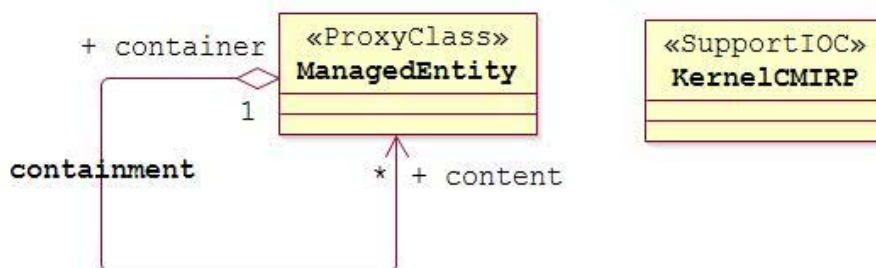 + container
«ProxyClass»
ManagedEntity
1
containment
* + content
«SupportIOC»
KernelCMIRP